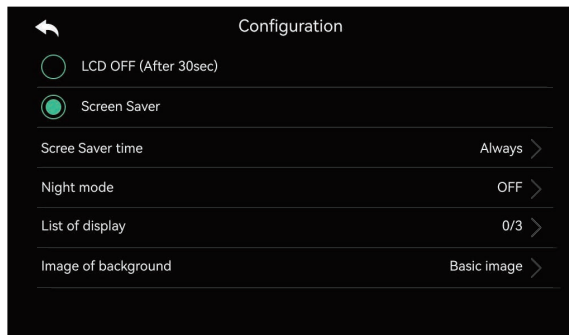 Configuration
LCD OFF (After 30sec)
Screen Saver
Scree Saver time Always
Night mode OFF
List of display 0/3
Image of background Basic image